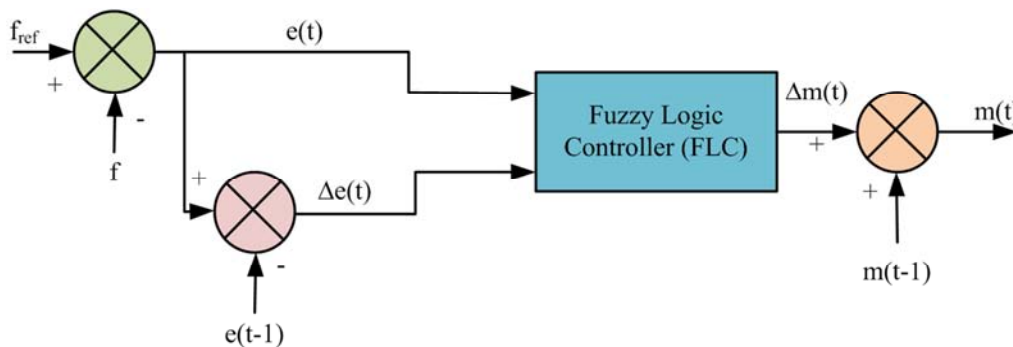 f_ref
+
-
f
e(t)
+
Δe(t)
-
e(t-1)
Fuzzy Logic
Controller (FLC)
Δm(t)
+
m(t)
+
m(t-1)